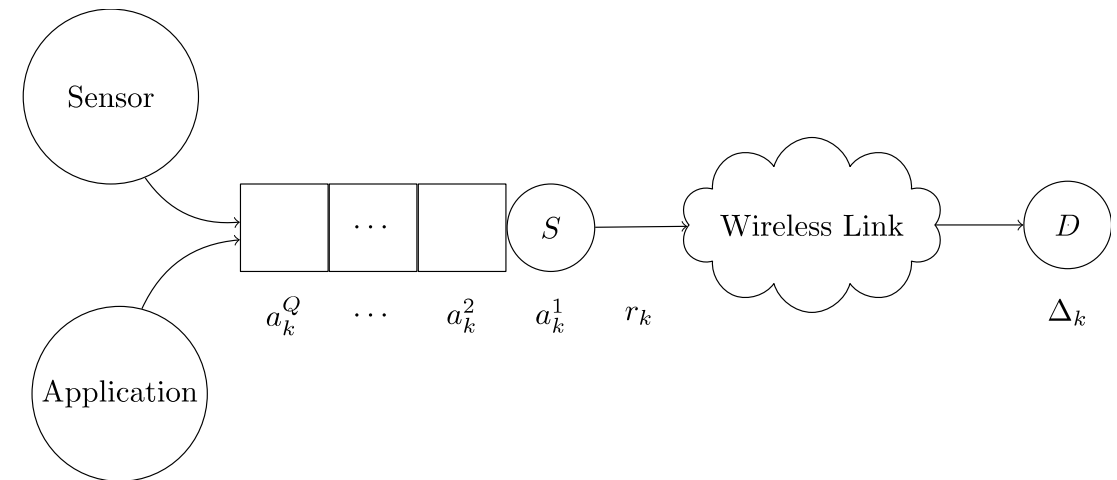 Sensor
⋯
S
Wireless Link
D
a_k^Q
⋯
a_k^2
a_k^1
r_k
Δ_k
Application